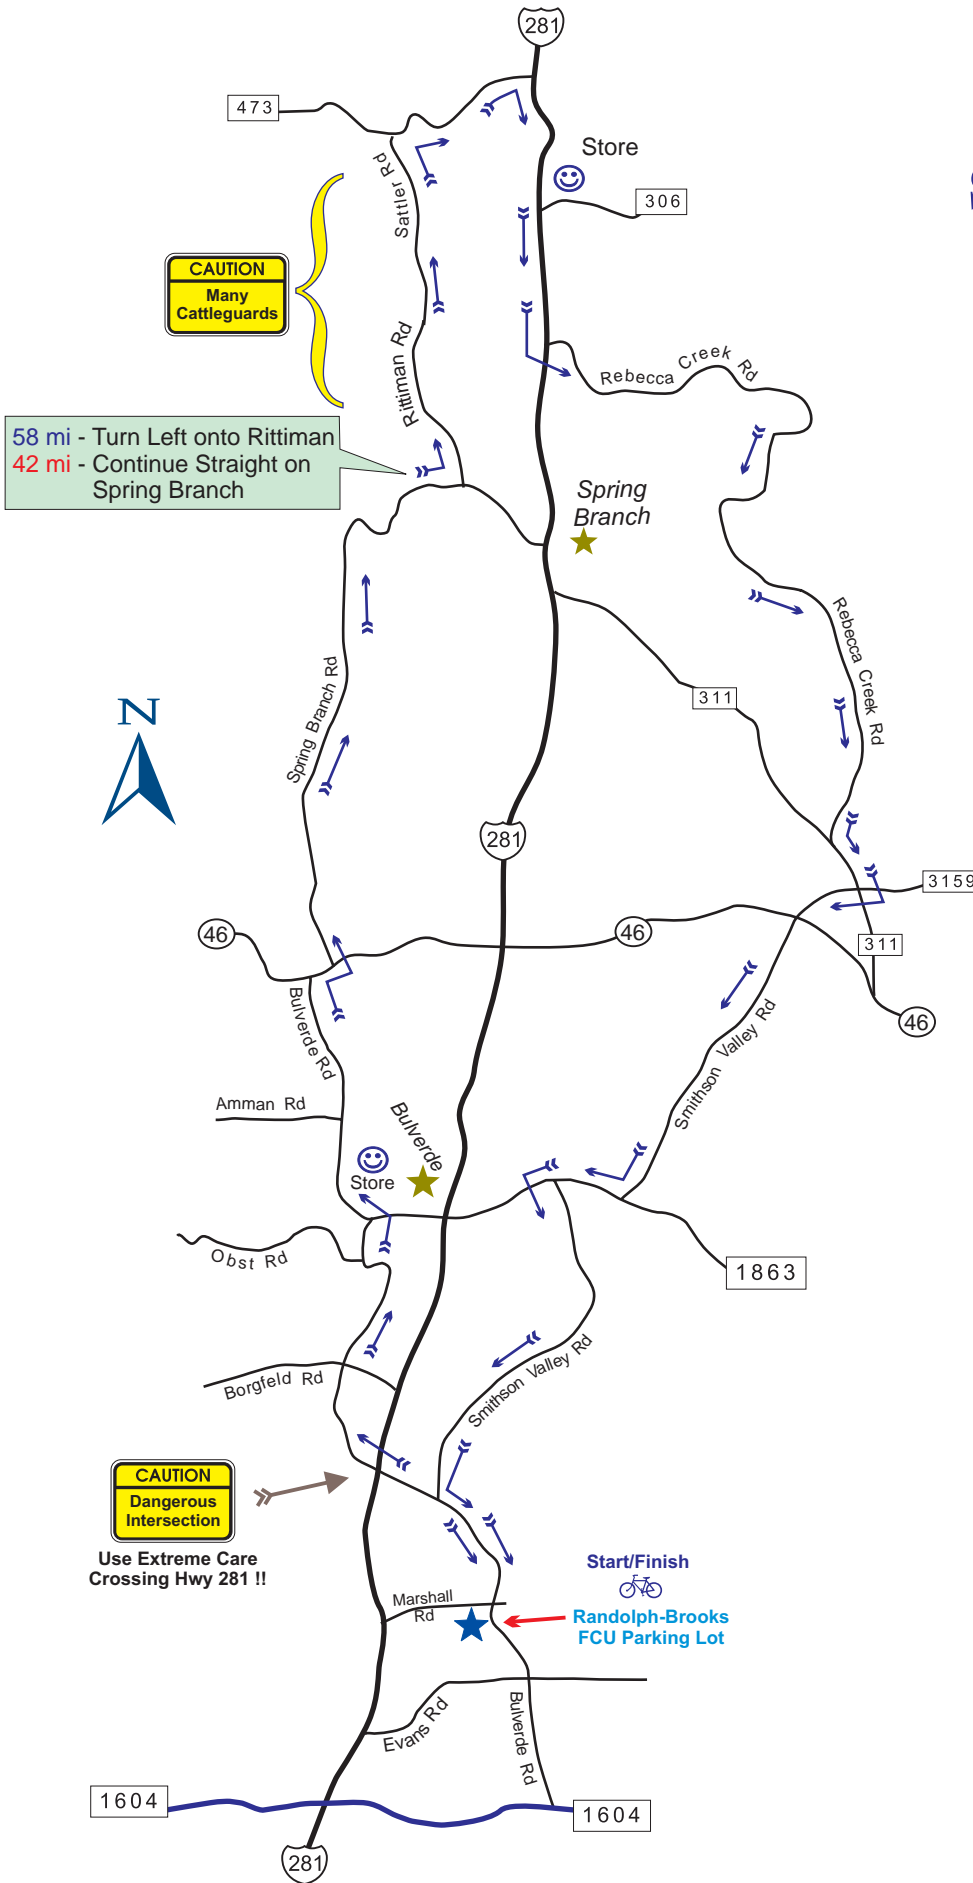 281
473
Store
Sattler Rd
306
CAUTION
Many
Cattleguards
Rittiman Rd
Rebecca Creek Rd
58 mi - Turn Left onto Rittiman
42 mi - Continue Straight on
Spring Branch
Spring
Branch
Rebecca Creek Rd
Spring Branch Rd
311
N
281
3159
46
46
311
46
Bulverde Rd
Smithson Valley Rd
Amman Rd
Bulverde
Store
Obst Rd
1863
Borgfeld Rd
Smithson Valley Rd
CAUTION
Dangerous
Intersection
Use Extreme Care
Crossing Hwy 281 !!
Start/Finish
Marshall
Rd
Randolph-Brooks
FCU Parking Lot
Evans Rd
Bulverde Rd
1604
1604
281